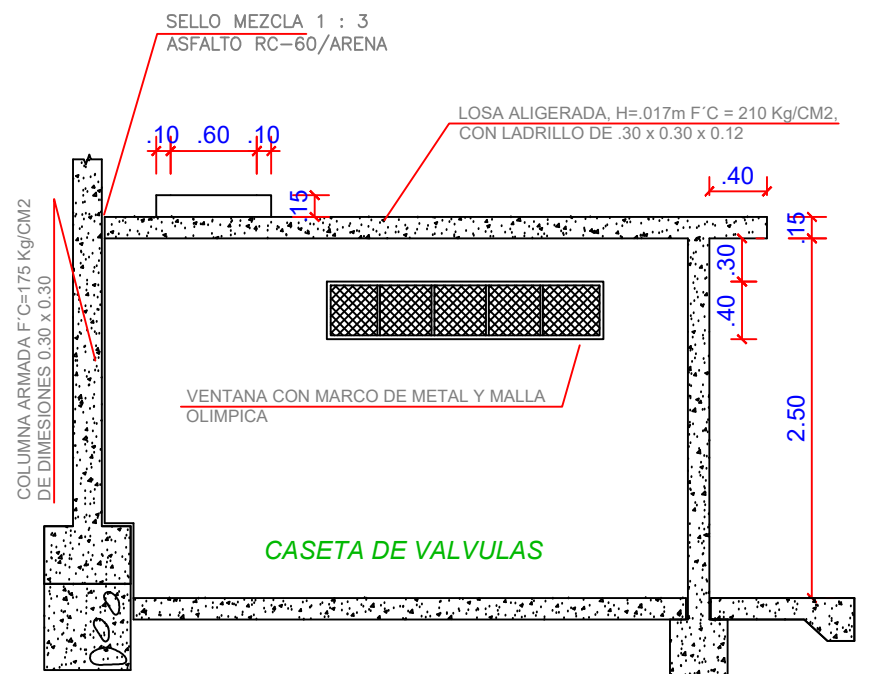 SELLO MEZCLA 1 : 3
ASFALTO RC-60/ARENA
LOSA ALIGERADA, H=.017m F´C = 210 Kg/CM2,
CON LADRILLO DE .30 x 0.30 x 0.12
.10 .60 .10
.15
.40
.15
.30
.40
2.50
COLUMNA ARMADA F´C=175 Kg/CM2
DE DIMESIONES 0.30 x 0.30
VENTANA CON MARCO DE METAL Y MALLA
OLIMPICA
CASETA DE VALVULAS